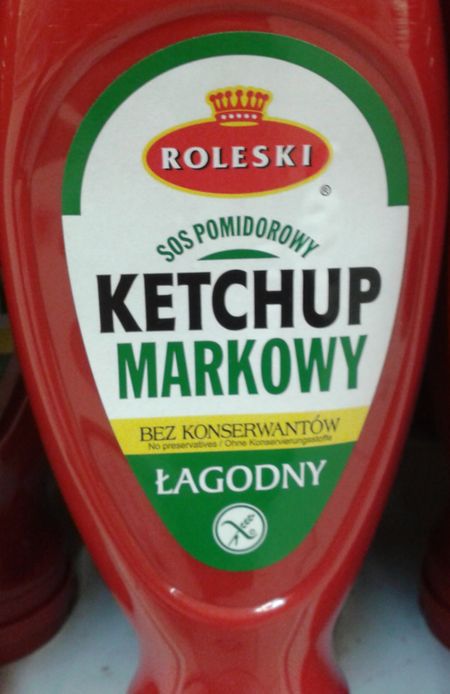 ROLESKI
®
SOS POMIDOROWY
KETCHUP
MARKOWY
BEZ KONSERWANTÓW
No preservatives / Ohne Konservierungsstoffe
ŁAGODNY